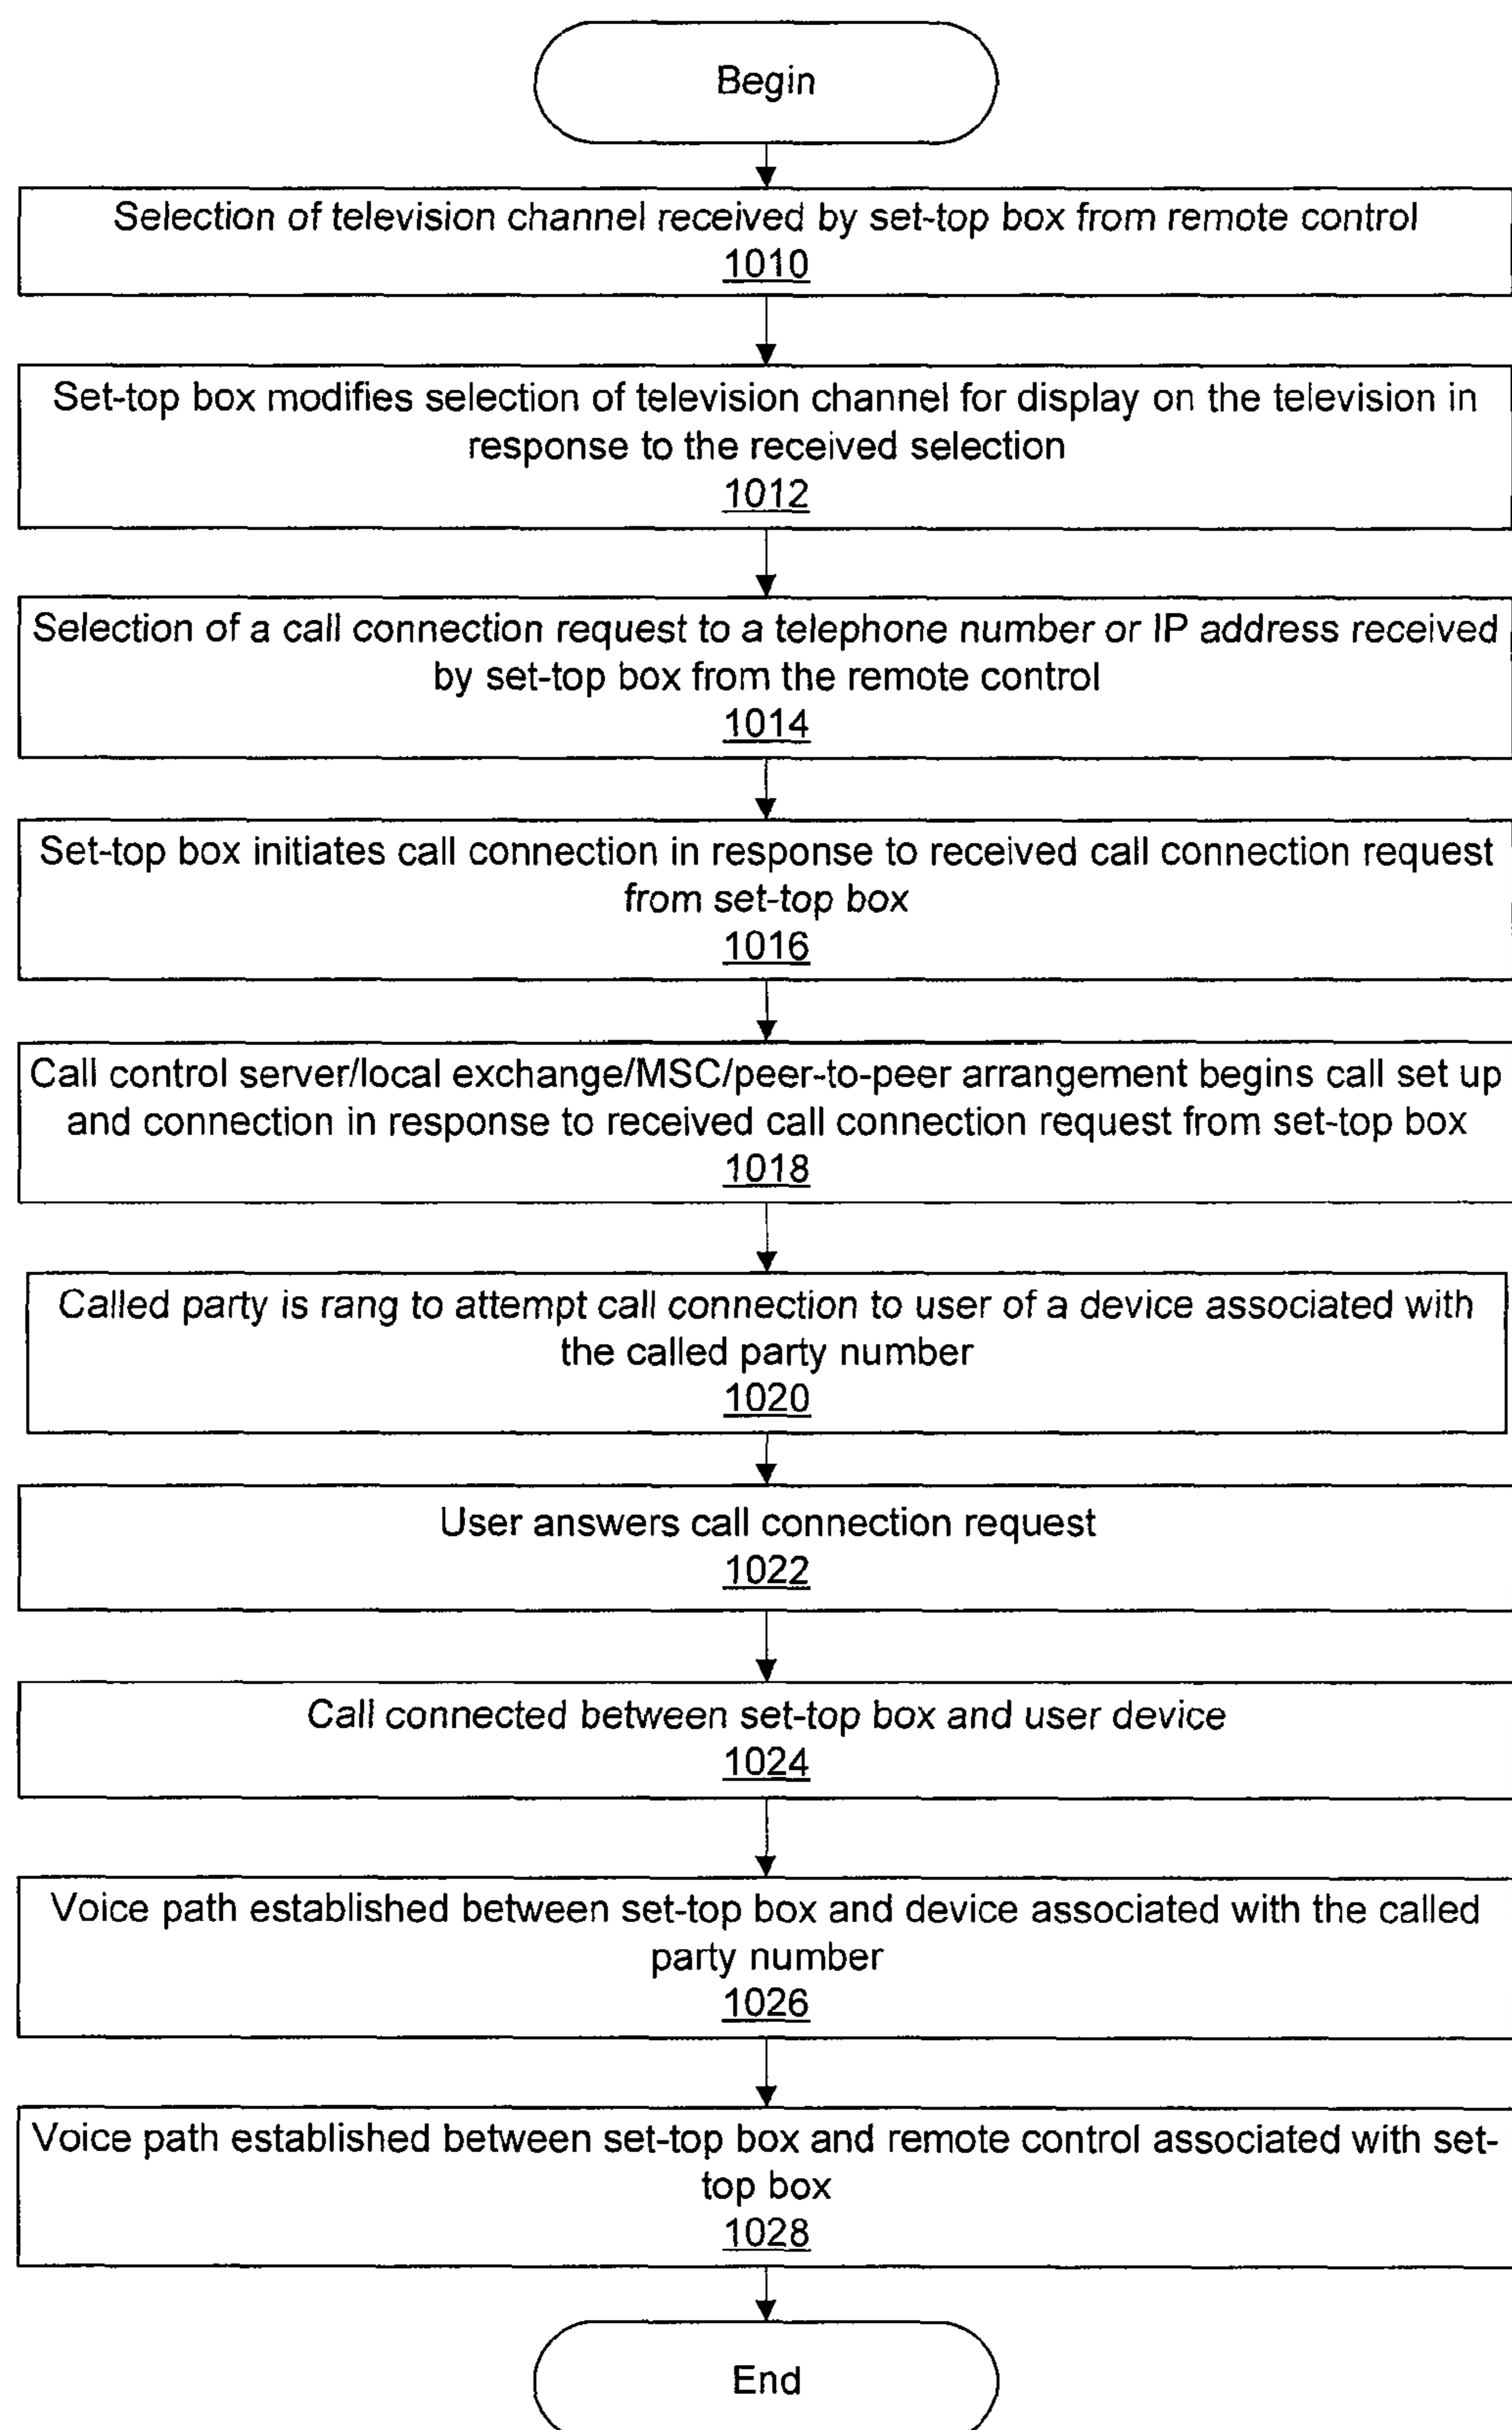 Begin
Selection of television channel received by set-top box from remote control
1010
Set-top box modifies selection of television channel for display on the television in
response to the received selection
1012
Selection of a call connection request to a telephone number or IP address received
by set-top box from the remote control
1014
Set-top box initiates call connection in response to received call connection request
from set-top box
1016
Call control server/local exchange/MSC/peer-to-peer arrangement begins call set up
and connection in response to received call connection request from set-top box
1018
Called party is rang to attempt call connection to user of a device associated with
the called party number
1020
User answers call connection request
1022
Call connected between set-top box and user device
1024
Voice path established between set-top box and device associated with the called
party number
1026
Voice path established between set-top box and remote control associated with set-
top box
1028
End